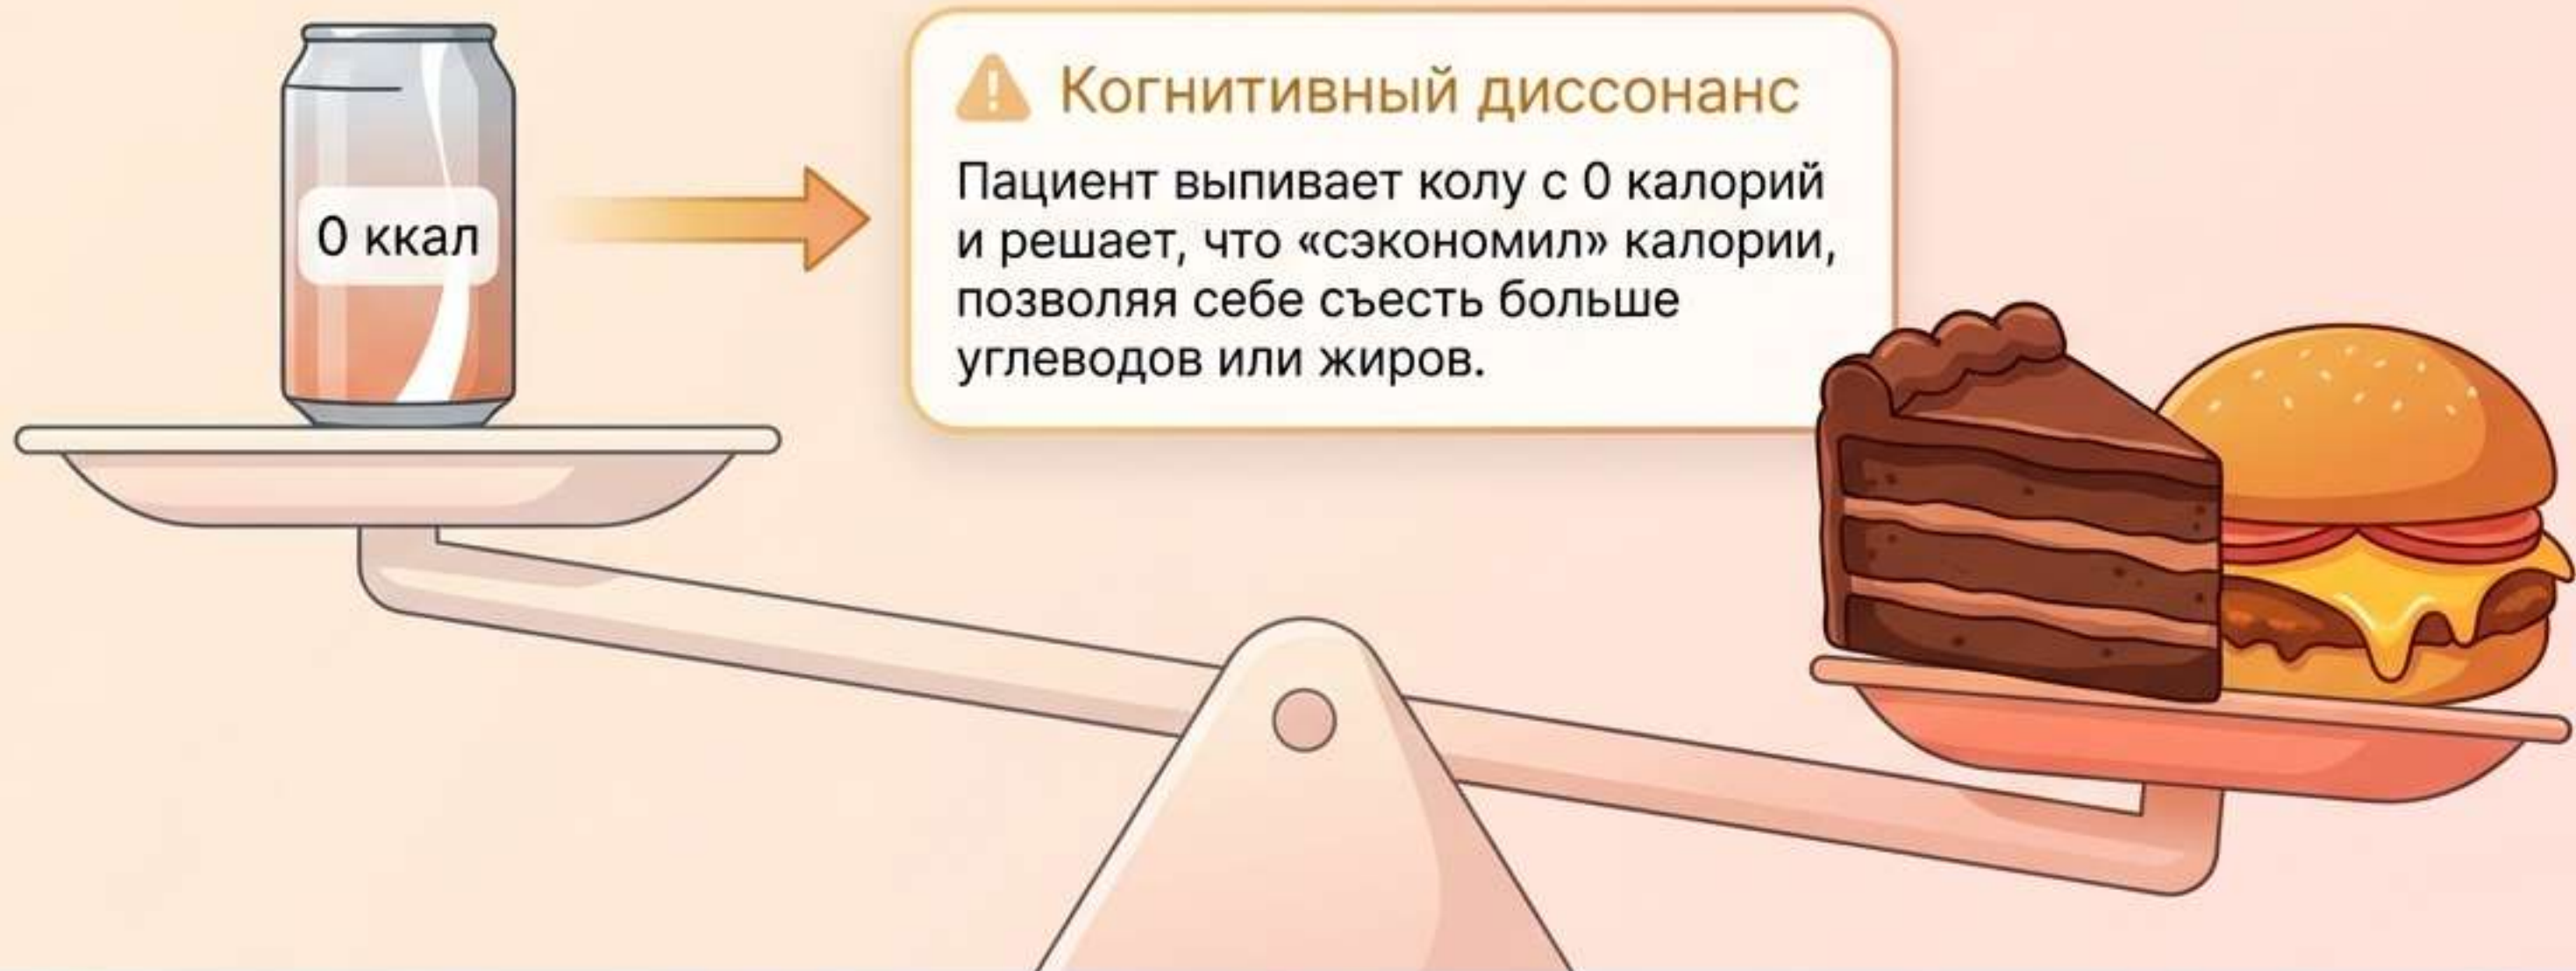 0 ккал
Когнитивный диссонанс
Пациент выпивает колу с 0 калорий
и решает, что «сэкономил» калории,
позволяя себе съесть больше
углеводов или жиров.